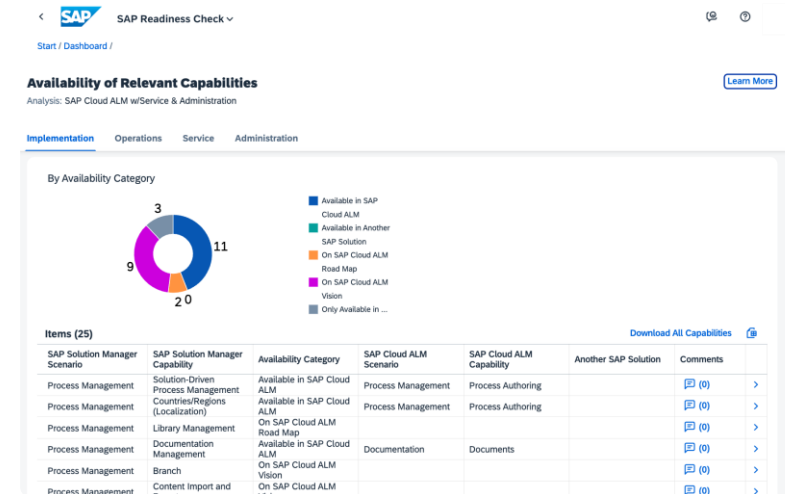 SAP
SAP Readiness Check
Start / Dashboard /
Availability of Relevant Capabilities
Learn More
Analysis: SAP Cloud ALM w/Service & Administration
Implementation Operations Service Administration
By Availability Category
3
11
9
2 0
Available in SAP
Cloud ALM
Available in Another
SAP Solution
On SAP Cloud ALM
Road Map
On SAP Cloud ALM
Vision
Only Available in ...
Items (25)
Download All Capabilities
SAP Solution Manager Scenario
SAP Solution Manager Capability
Availability Category
SAP Cloud ALM Scenario
SAP Cloud ALM Capability
Another SAP Solution
Comments
Process Management
Solution-Driven
Process Management
Available in SAP Cloud
ALM
Process Management
Process Authoring
(0)
Process Management
Countries/Regions
(Localization)
Available in SAP Cloud
ALM
Process Management
Process Authoring
(0)
Process Management
Library Management
On SAP Cloud ALM
Road Map
(0)
Process Management
Documentation
Management
Available in SAP Cloud
ALM
Documentation
Documents
(0)
Process Management
Branch
On SAP Cloud ALM
Vision
(0)
Process Management
Content Import and
On SAP Cloud ALM
(0)